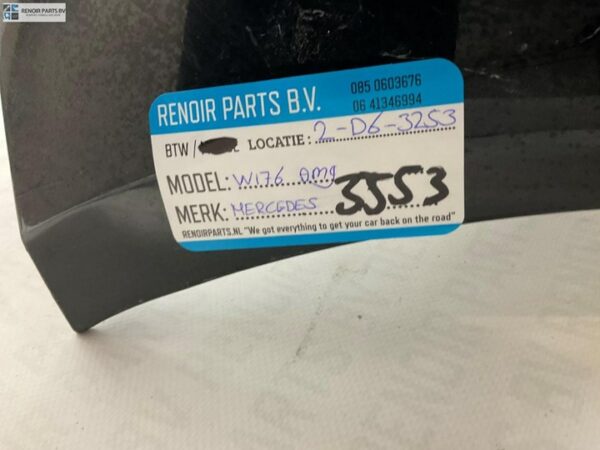 RENOIR PARTS BV
RENOIR PARTS B.V.
085 0603676
06 41346994
BTW / LOCATIE: 2-D6-3253
MODEL: W176 amg
3553
MERK: MERCEDES
RENOIRPARTS.NL "We got everything to get your car back on the road"